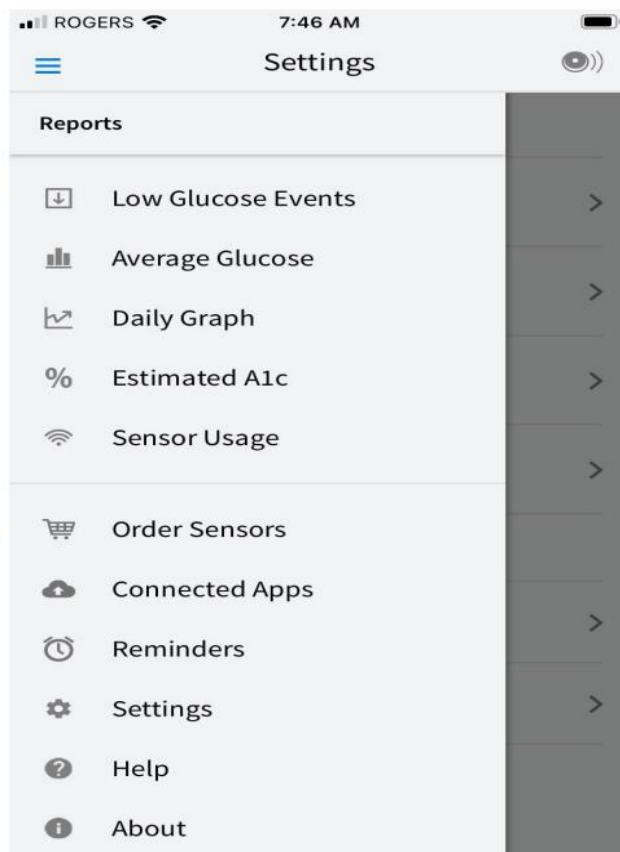 ROGERS 7:46 AM
Settings
Reports
Low Glucose Events
Average Glucose
Daily Graph
% Estimated A1c
Sensor Usage
Order Sensors
Connected Apps
Reminders
Settings
Help
About